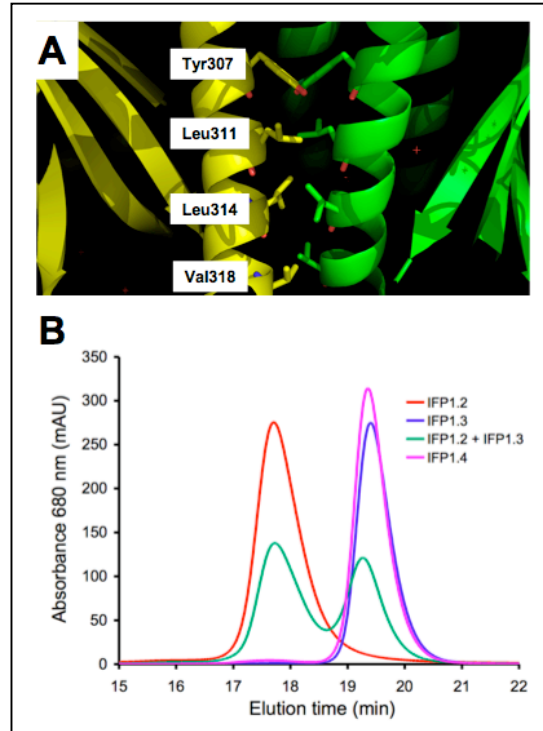 A
Tyr307
Leu311
Leu314
Val318
B
350
300
250
200
150
100
50
0
Absorbance 680 nm (mAU)
IFP1.2
IFP1.3
IFP1.2 + IFP1.3
IFP1.4
15 16 17 18 19 20 21 22
Elution time (min)